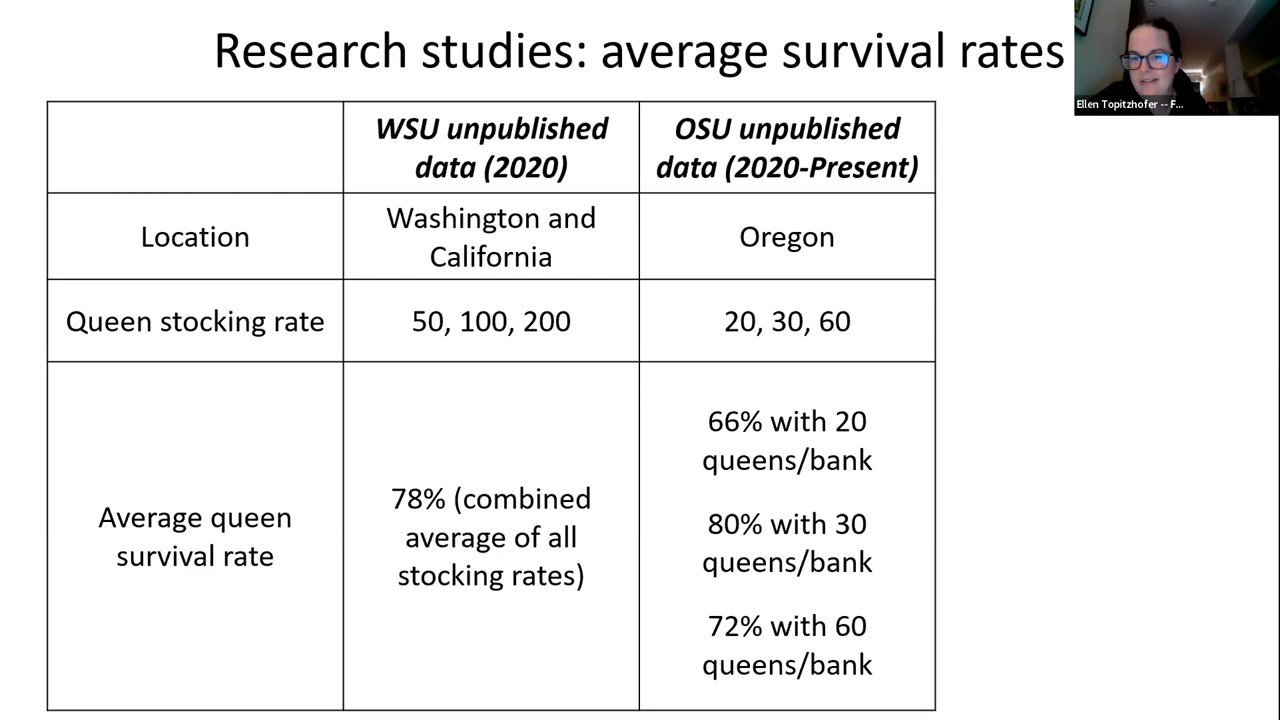 Research studies: average survival rates
Ellen Topitzhofer -- F...
WSU unpublished
data (2020)
OSU unpublished
data (2020-Present)
Location
Washington and
California
Oregon
Queen stocking rate
50, 100, 200
20, 30, 60
Average queen
survival rate
78% (combined
average of all
stocking rates)
66% with 20
queens/bank
80% with 30
queens/bank
72% with 60
queens/bank